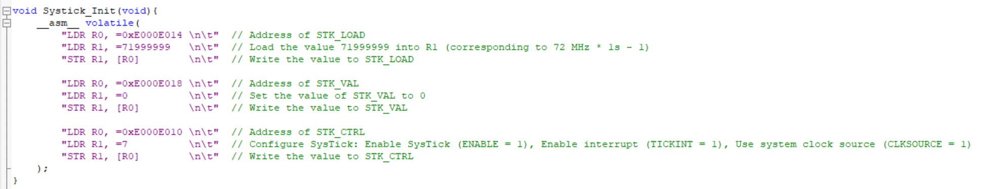 void Systick_Init(void){
__asm__ volatile(
"LDR R0, =0xE000E014 \n\t" // Address of STK_LOAD
"LDR R1, =71999999 \n\t" // Load the value 71999999 into R1 (corresponding to 72 MHz * 1s - 1)
"STR R1, [R0] \n\t" // Write the value to STK_LOAD
"LDR R0, =0xE000E018 \n\t" // Address of STK_VAL
"LDR R1, =0 \n\t" // Set the value of STK_VAL to 0
"STR R1, [R0] \n\t" // Write the value to STK_VAL
"LDR R0, =0xE000E010 \n\t" // Address of STK_CTRL
"LDR R1, =7 \n\t" // Configure SysTick: Enable SysTick (ENABLE = 1), Enable interrupt (TICKINT = 1), Use system clock source (CLKSOURCE = 1)
"STR R1, [R0] \n\t" // Write the value to STK_CTRL
);
}